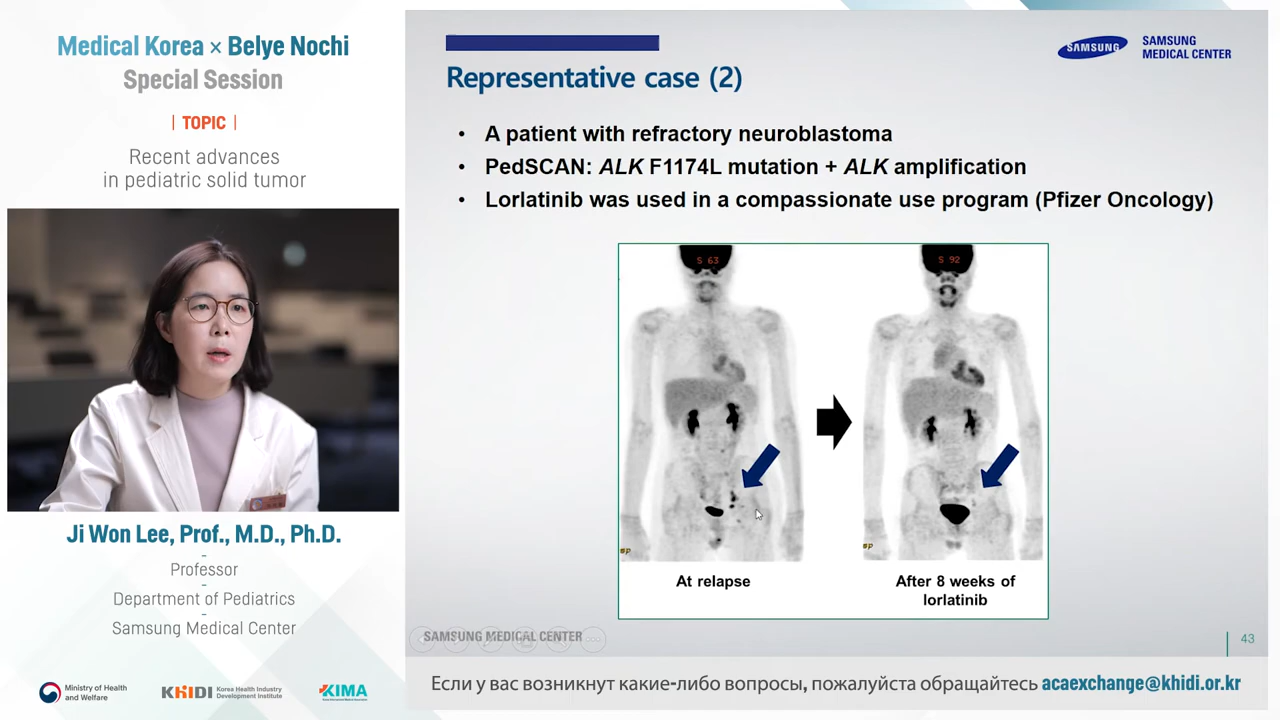 Medical Korea × Belye Nochi
Special Session
| TOPIC |
Recent advances
in pediatric solid tumor
Ji Won Lee, Prof., M.D., Ph.D.
-
Professor
-
Department of Pediatrics
-
Samsung Medical Center
Ministry of Health
and Welfare
KHIDI Korea Health Industry
Development Institute
KIMA
SAMSUNG
SAMSUNG
MEDICAL CENTER
Representative case (2)
• A patient with refractory neuroblastoma
• PedSCAN: ALK F1174L mutation + ALK amplification
• Lorlatinib was used in a compassionate use program (Pfizer Oncology)
S 63
S 92
At relapse
After 8 weeks of
lorlatinib
SAMSUNG MEDICAL CENTER
43
Если у вас возникнут какие-либо вопросы, пожалуйста обращайтесь acaexchange@khidi.or.kr